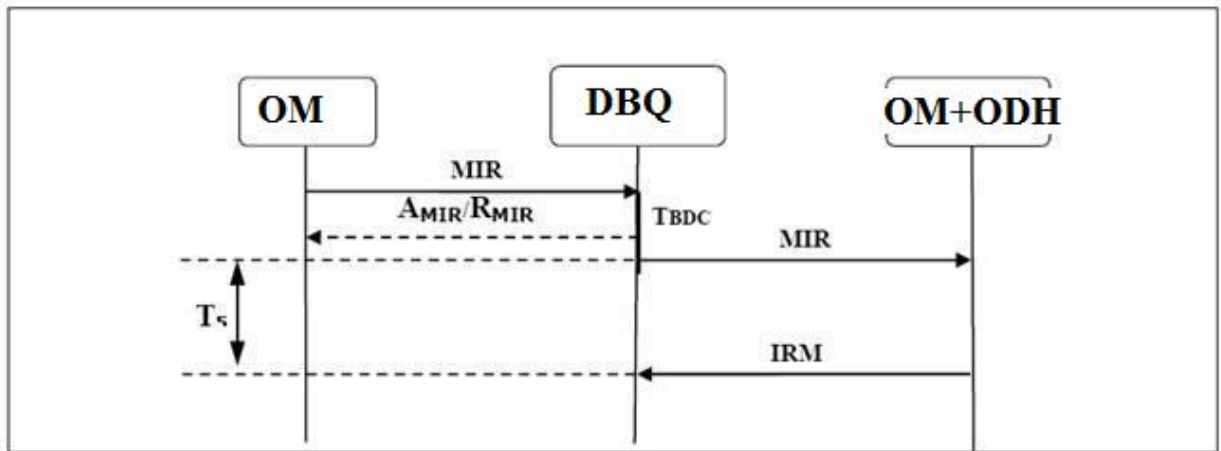 OM
DBQ
OM+ODH
MIR
AMIR/RMIR
TBDC
MIR
T5
IRM